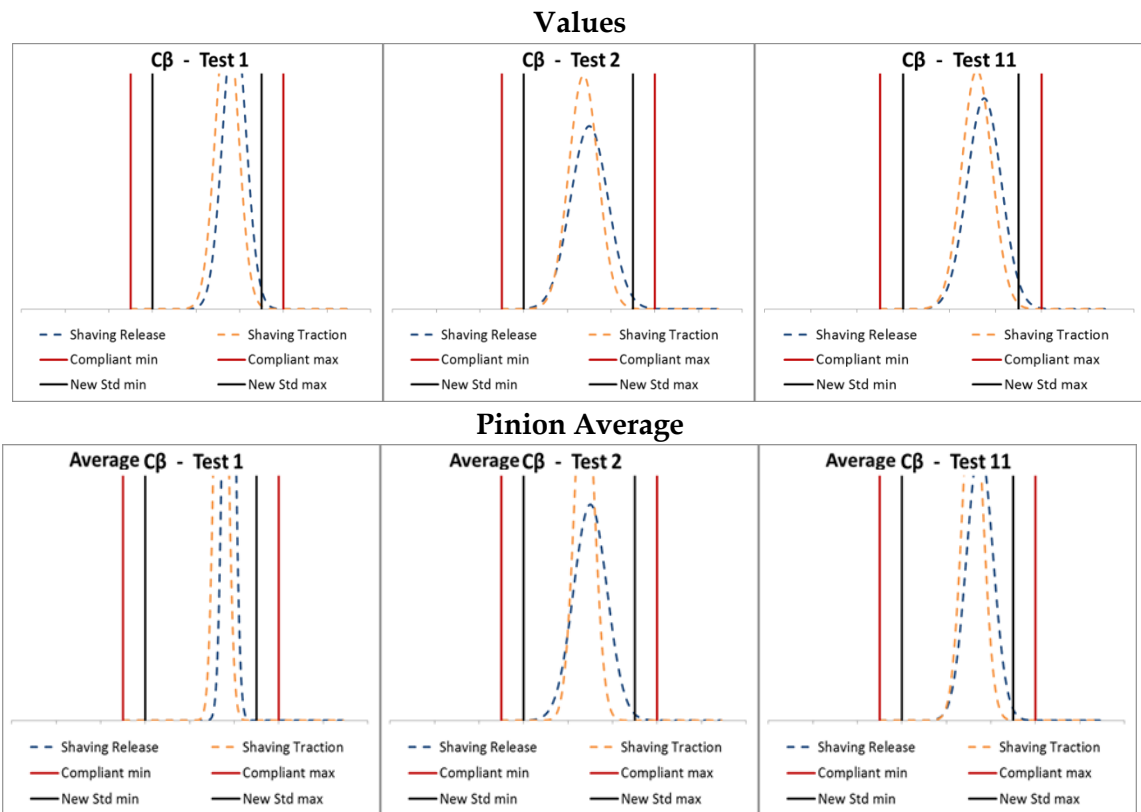 Values
Cβ - Test 1
Cβ - Test 2
Cβ - Test 11
Shaving Release Shaving Traction
Compliant min Compliant max
New Std min New Std max
Shaving Release Shaving Traction
Compliant min Compliant max
New Std min New Std max
Shaving Release Shaving Traction
Compliant min Compliant max
New Std min New Std max
Pinion Average
Average Cβ - Test 1
Average Cβ - Test 2
Average Cβ - Test 11
Shaving Release Shaving Traction
Compliant min Compliant max
New Std min New Std max
Shaving Release Shaving Traction
Compliant min Compliant max
New Std min New Std max
Shaving Release Shaving Traction
Compliant min Compliant max
New Std min New Std max